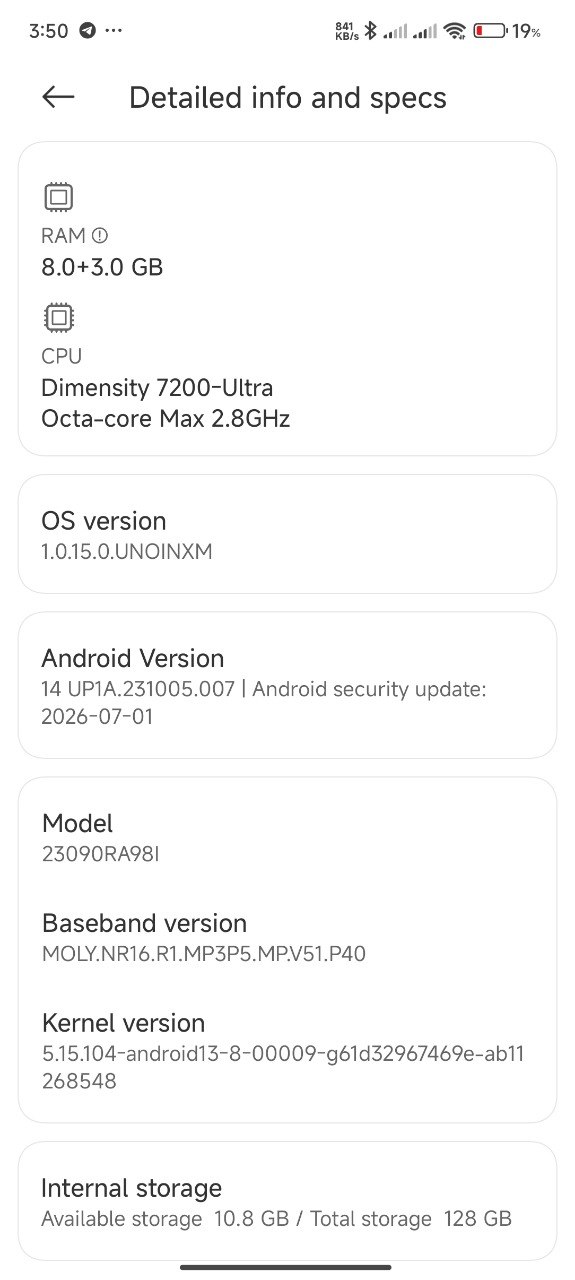 3:50 ··· 841 KB/s 19%
Detailed info and specs
RAM
8.0+3.0 GB
CPU
Dimensity 7200-Ultra
Octa-core Max 2.8GHz
OS version
1.0.15.0.UNOINXM
Android Version
14 UP1A.231005.007 | Android security update:
2026-07-01
Model
23090RA98I
Baseband version
MOLY.NR16.R1.MP3P5.MP.V51.P40
Kernel version
5.15.104-android13-8-00009-g61d32967469e-ab11
268548
Internal storage
Available storage 10.8 GB / Total storage 128 GB